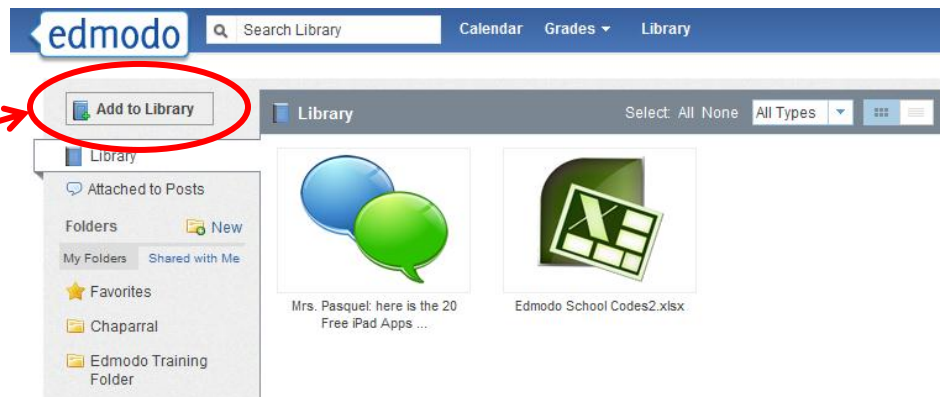 edmodo
Search Library
Calendar Grades Library
Add to Library
Library
Select: All None All Types
Library
Attached to Posts
Folders New
My Folders Shared with Me
Favorites
Chaparral
Edmodo Training
Folder
Mrs. Pasquel: here is the 20
Free iPad Apps ...
Edmodo School Codes2.xlsx